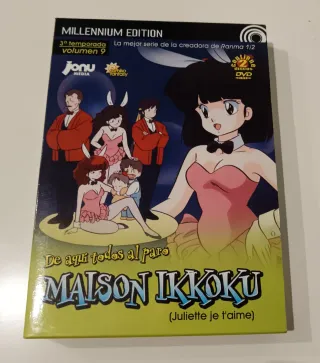 MILLENNIUM EDITION
3ª temporada
volumen 9
La mejor serie de la creadora de Ranma 1/2
jonu
MEDIA
2
DVD
De aquí todos al paro
MAISON IKKOKU
(Juliette je t'aime)